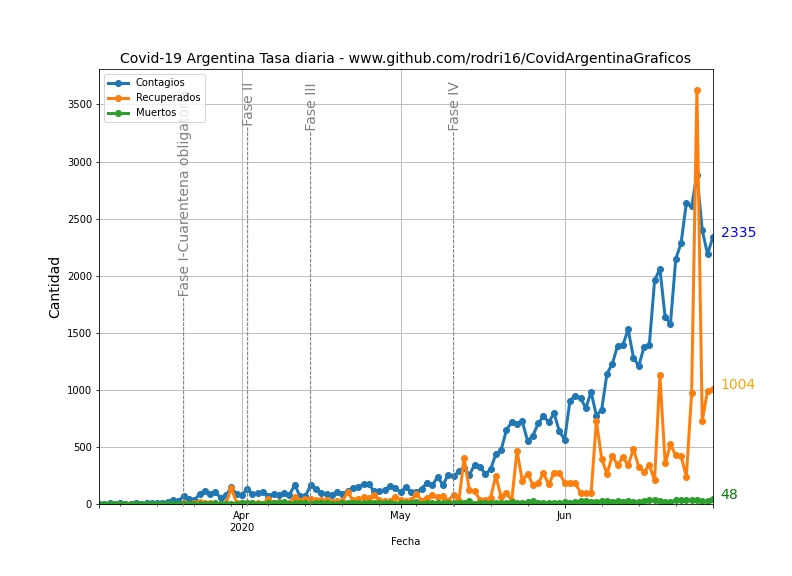 Covid-19 Argentina Tasa diaria - www.github.com/rodri16/CovidArgentinaGraficos
Contagios
Recuperados
Muertos
Fase I-Cuarentena obligatoria
Fase II
Fase III
Fase IV
Cantidad
3500
3000
2500
2000
1500
1000
500
0
2335
1004
48
Apr
2020
May
Jun
Fecha